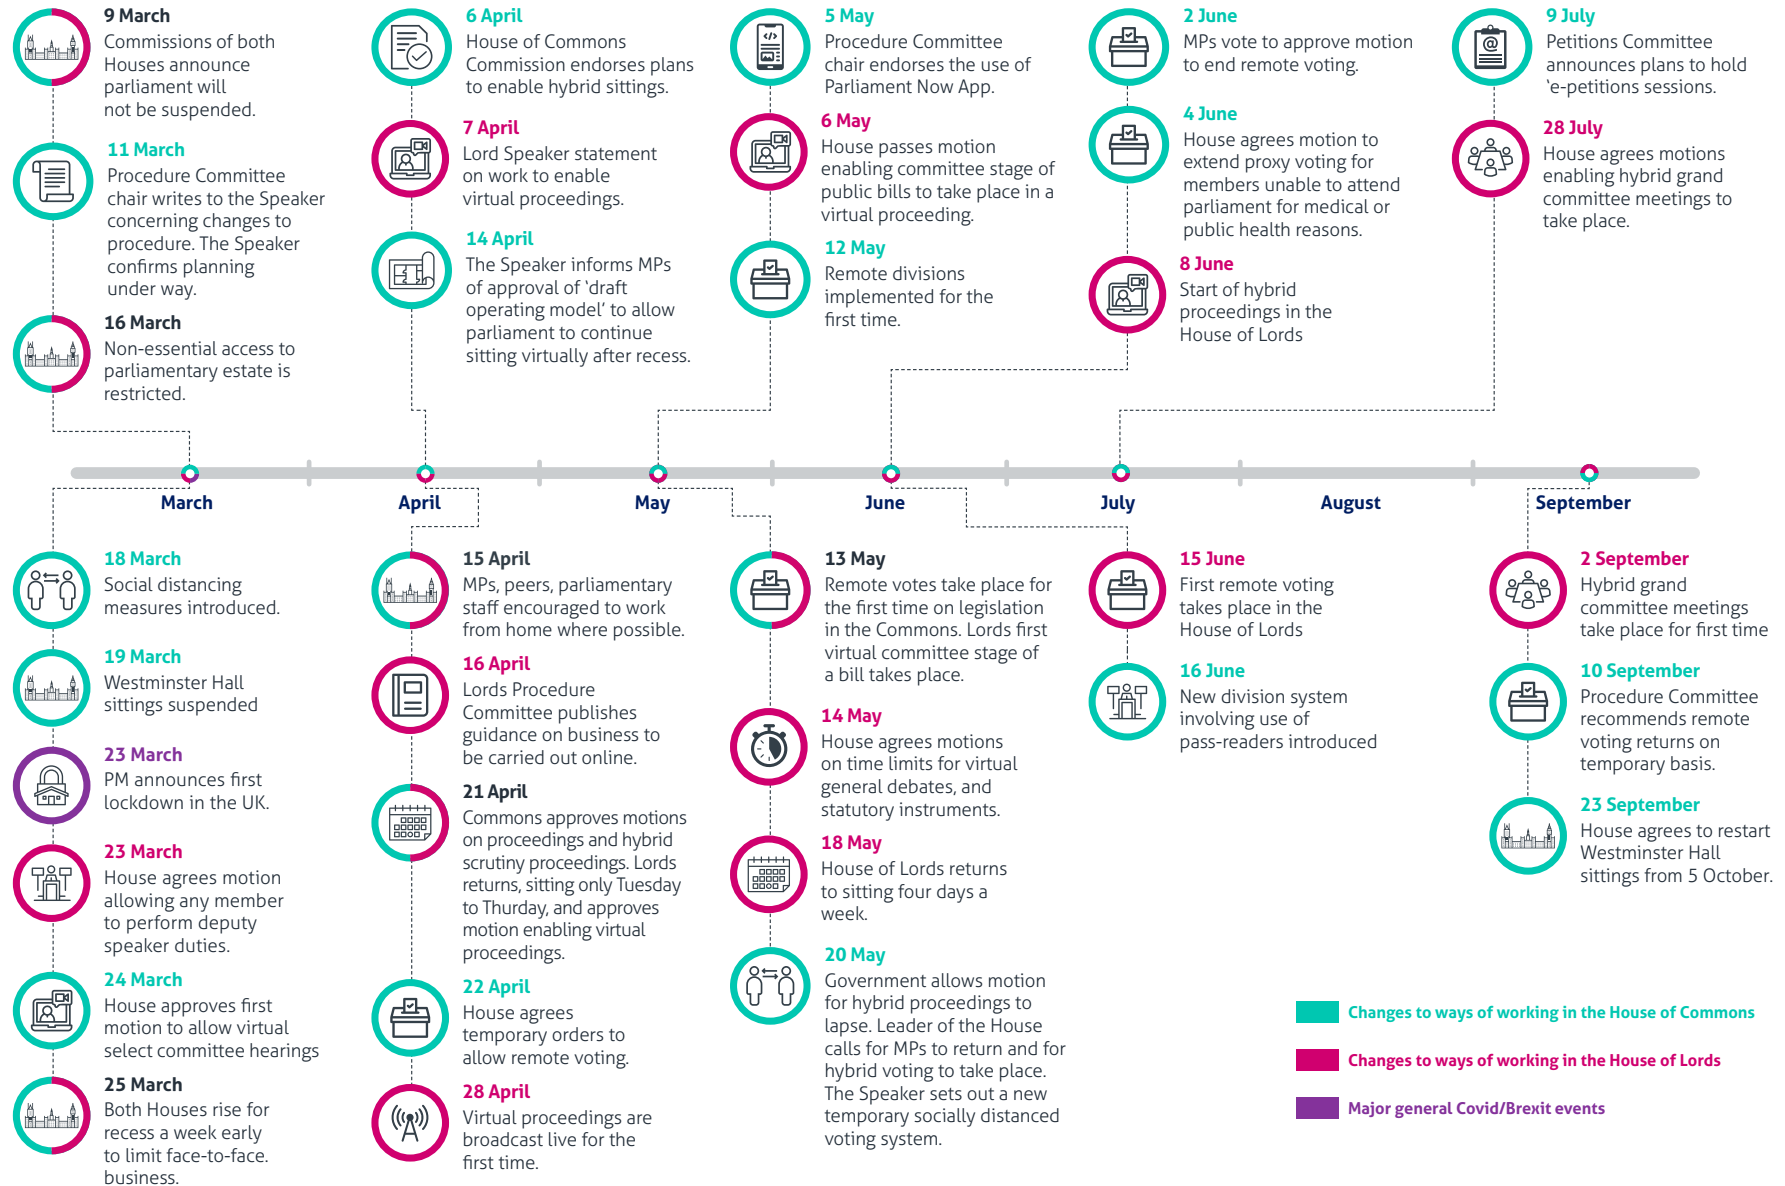 9 March
Commissions of both
Houses announce
parliament will
not be suspended.
11 March
Procedure Committee
chair writes to the Speaker
concerning changes to
procedure. The Speaker
confirms planning
under way.
16 March
Non-essential access to
parliamentary estate is
restricted.
6 April
House of Commons
Commission endorses plans
to enable hybrid sittings.
7 April
Lord Speaker statement
on work to enable
virtual proceedings.
14 April
The Speaker informs MPs
of approval of ‘draft
operating model’ to allow
parliament to continue
sitting virtually after recess.
5 May
Procedure Committee
chair endorses the use of
Parliament Now App.
6 May
House passes motion
enabling committee stage of
public bills to take place in a
virtual proceeding.
12 May
Remote divisions
implemented for the
first time.
2 June
MPs vote to approve motion
to end remote voting.
4 June
House agrees motion to
extend proxy voting for
members unable to attend
parliament for medical or
public health reasons.
8 June
Start of hybrid
proceedings in the
House of Lords
9 July
Petitions Committee
announces plans to hold
‘e-petitions sessions.
28 July
House agrees motions
enabling hybrid grand
committee meetings to
take place.
March
April
May
June
July
August
September
18 March
Social distancing
measures introduced.
19 March
Westminster Hall
sittings suspended
23 March
PM announces first
lockdown in the UK.
23 March
House agrees motion
allowing any member
to perform deputy
speaker duties.
24 March
House approves first
motion to allow virtual
select committee hearings
25 March
Both Houses rise for
recess a week early
to limit face-to-face.
business.
15 April
MPs, peers, parliamentary
staff encouraged to work
from home where possible.
16 April
Lords Procedure
Committee publishes
guidance on business to
be carried out online.
21 April
Commons approves motions
on proceedings and hybrid
scrutiny proceedings. Lords
returns, sitting only Tuesday
to Thurday, and approves
motion enabling virtual
proceedings.
22 April
House agrees
temporary orders to
allow remote voting.
28 April
Virtual proceedings are
broadcast live for the
first time.
13 May
Remote votes take place for
the first time on legislation
in the Commons. Lords first
virtual committee stage of
a bill takes place.
14 May
House agrees motions
on time limits for virtual
general debates, and
statutory instruments.
18 May
House of Lords returns
to sitting four days a
week.
20 May
Government allows motion
for hybrid proceedings to
lapse. Leader of the House
calls for MPs to return and for
hybrid voting to take place.
The Speaker sets out a new
temporary socially distanced
voting system.
15 June
First remote voting
takes place in the
House of Lords
16 June
New division system
involving use of
pass-readers introduced
2 September
Hybrid grand
committee meetings
take place for first time
10 September
Procedure Committee
recommends remote
voting returns on
temporary basis.
23 September
House agrees to restart
Westminster Hall
sittings from 5 October.
Changes to ways of working in the House of Commons
Changes to ways of working in the House of Lords
Major general Covid/Brexit events